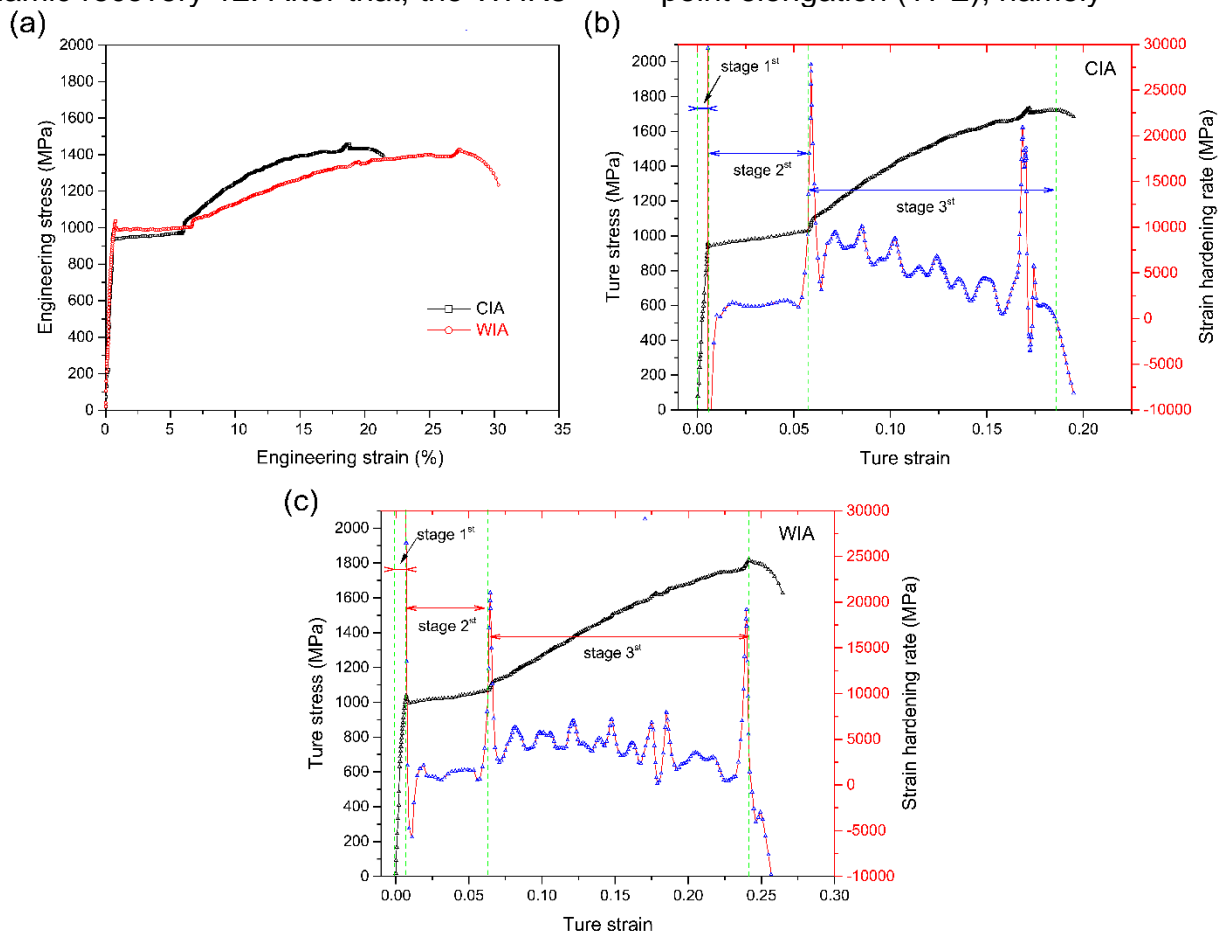 point elongation (YPE), namely
(a)
2000
1800
1600
1400
1200
1000
800
600
400
200
0
Engineering stress (MPa)
CIA
WIA
0 5 10 15 20 25 30 35
Engineering strain (%)
(b)
CIA
stage 1st
stage 2st
stage 3st
2000
1800
1600
1400
1200
1000
800
600
400
200
0
Ture stress (MPa)
30000
25000
20000
15000
10000
5000
0
-5000
-10000
Strain hardening rate (MPa)
0.00 0.05 0.10 0.15 0.20
Ture strain
(c)
WIA
stage 1st
stage 2st
stage 3st
2000
1800
1600
1400
1200
1000
800
600
400
200
0
Ture stress (MPa)
30000
25000
20000
15000
10000
5000
0
-5000
-10000
Strain hardening rate (MPa)
0.00 0.05 0.10 0.15 0.20 0.25 0.30
Ture strain